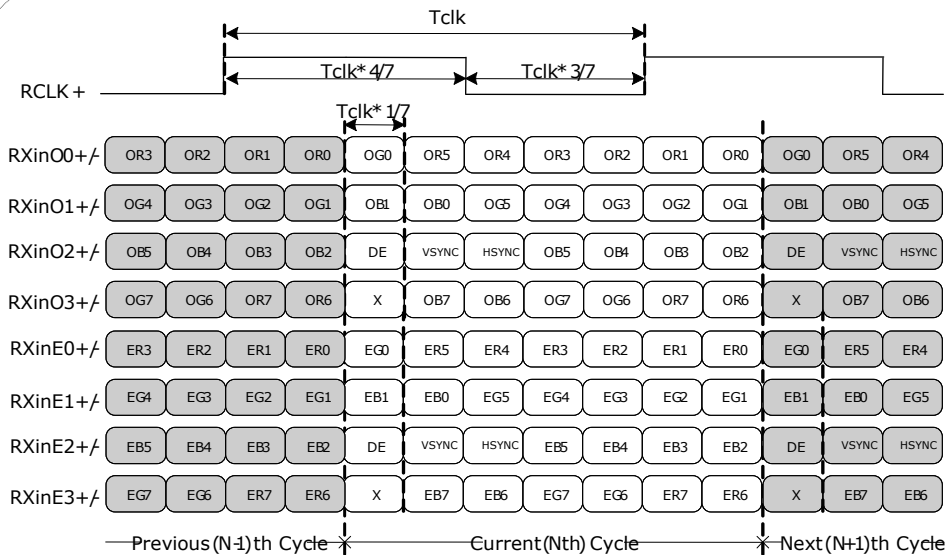 Tclk
Tclk* 4/7 Tclk* 3/7
RCLK +
Tclk* 1/7
RXinO0+/- OR3 OR2 OR1 OR0 OG0 OR5 OR4 OR3 OR2 OR1 OR0 OG0 OR5 OR4
RXinO1+/- OG4 OG3 OG2 OG1 OB1 OB0 OG5 OG4 OG3 OG2 OG1 OB1 OB0 OG5
RXinO2+/- OB5 OB4 OB3 OB2 DE VSYNC HSYNC OB5 OB4 OB3 OB2 DE VSYNC HSYNC
RXinO3+/- OG7 OG6 OR7 OR6 X OB7 OB6 OG7 OG6 OR7 OR6 X OB7 OB6
RXinE0+/- ER3 ER2 ER1 ER0 EG0 ER5 ER4 ER3 ER2 ER1 ER0 EG0 ER5 ER4
RXinE1+/- EG4 EG3 EG2 EG1 EB1 EB0 EG5 EG4 EG3 EG2 EG1 EB1 EB0 EG5
RXinE2+/- EB5 EB4 EB3 EB2 DE VSYNC HSYNC EB5 EB4 EB3 EB2 DE VSYNC HSYNC
RXinE3+/- EG7 EG6 ER7 ER6 X EB7 EB6 EG7 EG6 ER7 ER6 X EB7 EB6
Previous(N-1)th Cycle Current(Nth) Cycle Next(N+1)th Cycle